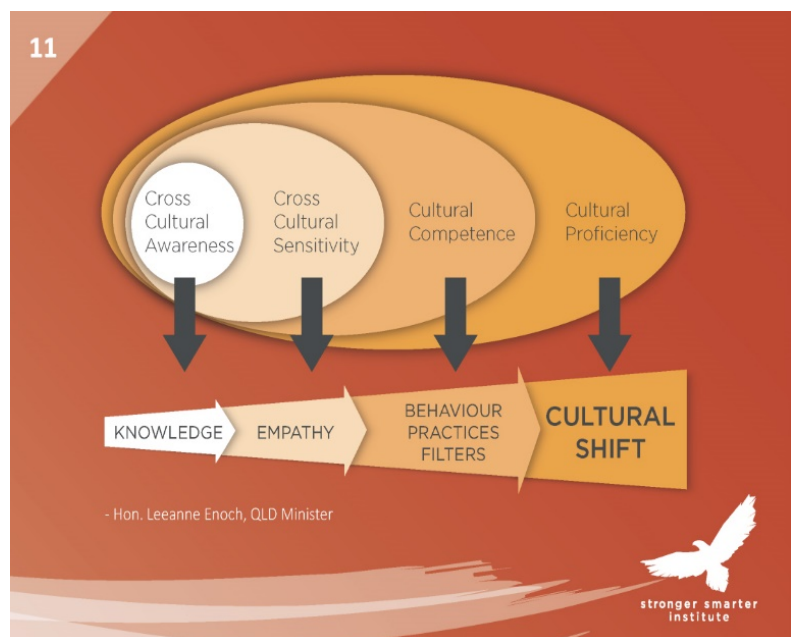 11
Cross
Cultural
Awareness
Cross
Cultural
Sensitivity
Cultural
Competence
Cultural
Proficiency
KNOWLEDGE
EMPATHY
BEHAVIOUR
PRACTICES
FILTERS
CULTURAL
SHIFT
- Hon. Leeanne Enoch, QLD Minister
stronger smarter
institute